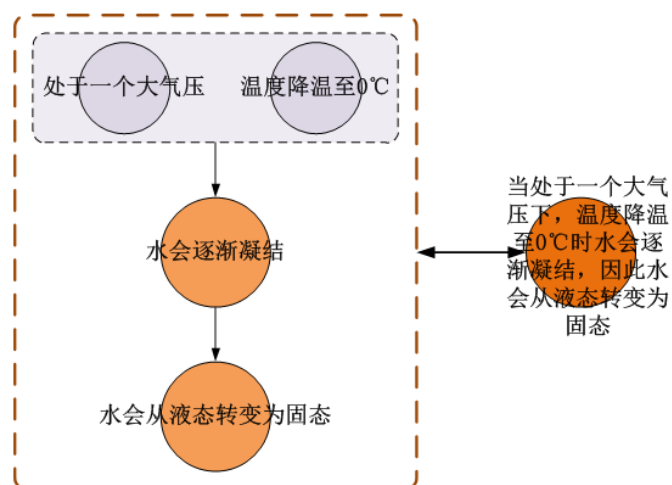 处于一个大气压
温度降温至0℃
水会逐渐凝结
水会从液态转变为固态
当处于一个大气
压下，温度降温
至0℃时水会逐
渐凝结，因此水
会从液态转变为
固态